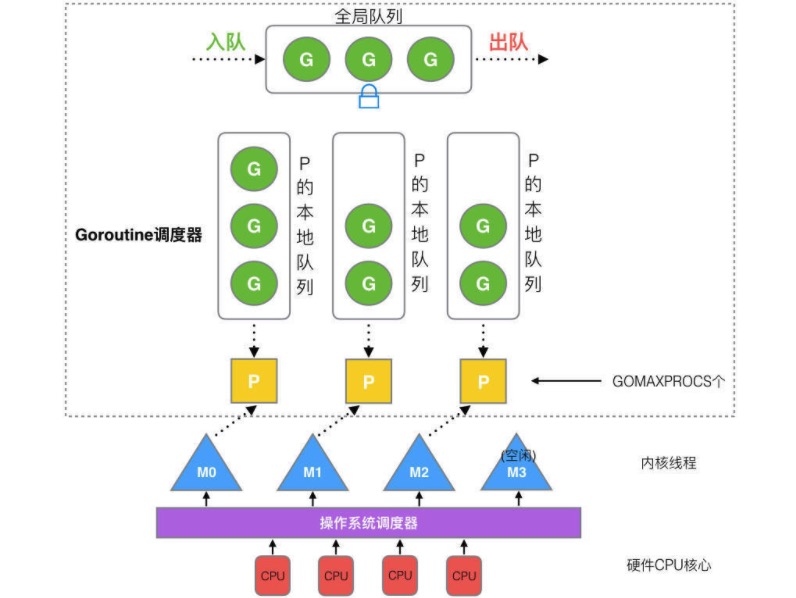 全局队列
入队
G G G
出队
G
G
G
P的本地队列
G
G
P的本地队列
G
G
P的本地队列
Goroutine调度器
P P P
GOMAXPROCS个
M0
M1
M2
(空闲)
M3
内核线程
操作系统调度器
CPU CPU CPU CPU
硬件CPU核心